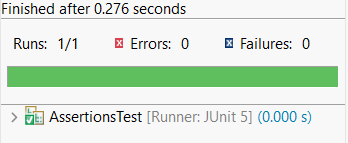 Finished after 0.276 seconds
Runs: 1/1 Errors: 0 Failures: 0
AssertionsTest [Runner: JUnit 5] (0.000 s)